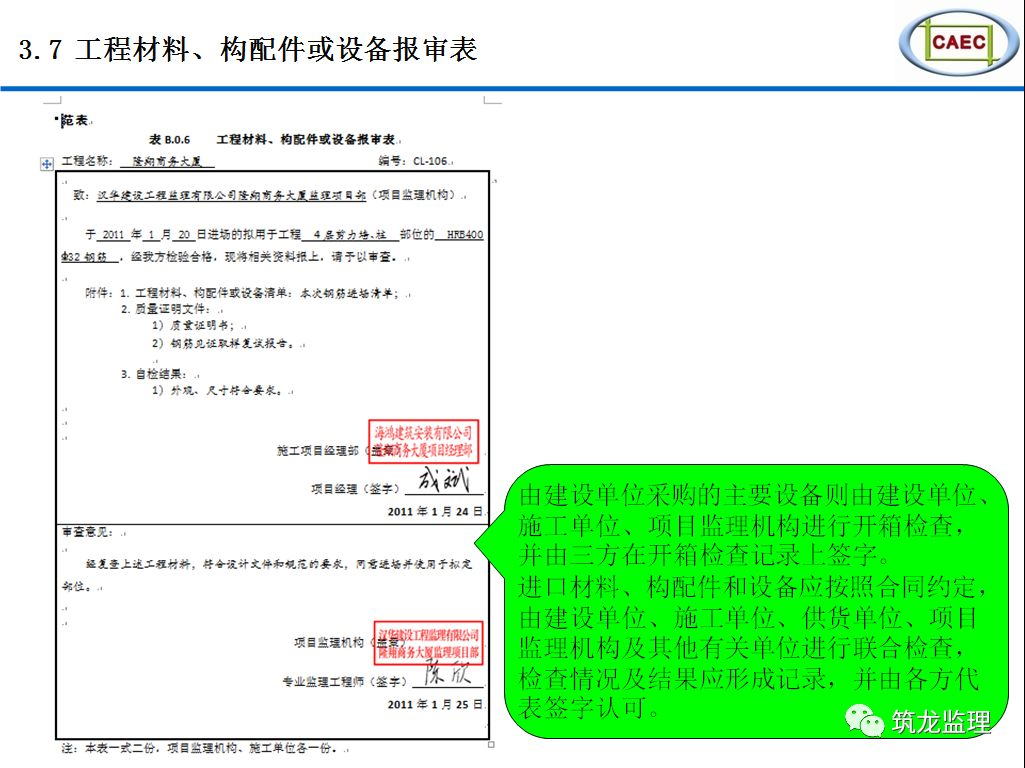 3.7 工程材料、构配件或设备报审表
CAEC
范表
表 B.0.6 工程材料、构配件或设备报审表
工程名称： 隆翔商务大厦 编号：CL-106
致：汉华建设工程监理有限公司隆翔商务大厦监理项目部（项目监理机构）
于 2011 年 1 月 20 日进场的拟用于工程 4 层剪力墙、柱 部位的 HRB400
Φ32 钢筋 ，经我方检验合格，现将相关资料报上，请予以审查。
附件：1. 工程材料、构配件或设备清单：本次钢筋进场清单；
2. 质量证明文件：
1）质量证明书；
2）钢筋见证取样复试报告。
3. 自检结果：
1）外观、尺寸符合要求。
海鸿建筑安装有限公司
隆翔商务大厦项目经理部
施工项目经理部（盖章）
项目经理（签字） 成斌
2011 年 1 月 24 日
审查意见：
经复查上述工程材料，符合设计文件和规范的要求，同意进场并使用于拟定
部位。
汉华建设工程监理有限公司
隆翔商务大厦监理项目部
项目监理机构（盖章）
专业监理工程师（签字） 陈欣
2011 年 1 月 25 日
注：本表一式二份，项目监理机构、施工单位各一份。
由建设单位采购的主要设备则由建设单位、
施工单位、项目监理机构进行开箱检查，
并由三方在开箱检查记录上签字。
进口材料、构配件和设备应按照合同约定，
由建设单位、施工单位、供货单位、项目
监理机构及其他有关单位进行联合检查，
检查情况及结果应形成记录，并由各方代
表签字认可。
筑龙监理